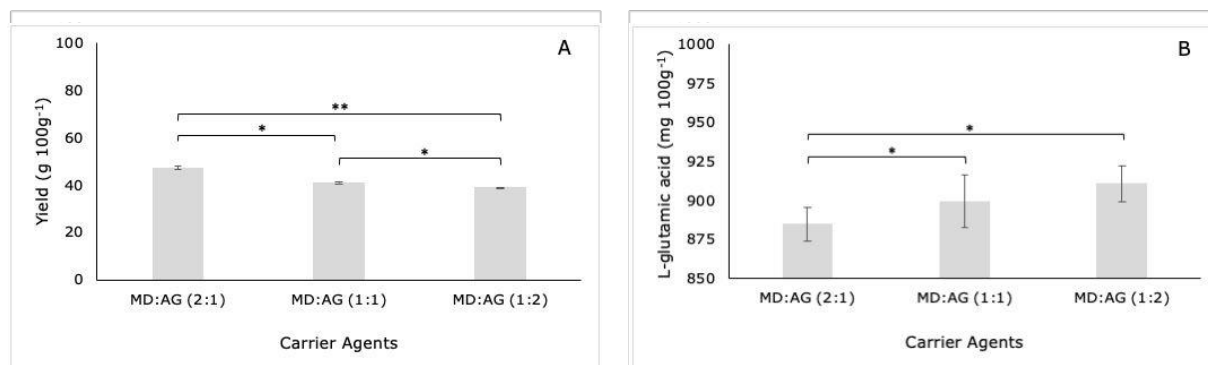 A
Yield (g 100g⁻¹)
100
80
60
40
20
0
**
*
*
MD:AG (2:1) MD:AG (1:1) MD:AG (1:2)
Carrier Agents
B
L-glutamic acid (mg 100g⁻¹)
1000
975
950
925
900
875
850
*
*
MD:AG (2:1) MD:AG (1:1) MD:AG (1:2)
Carrier Agents